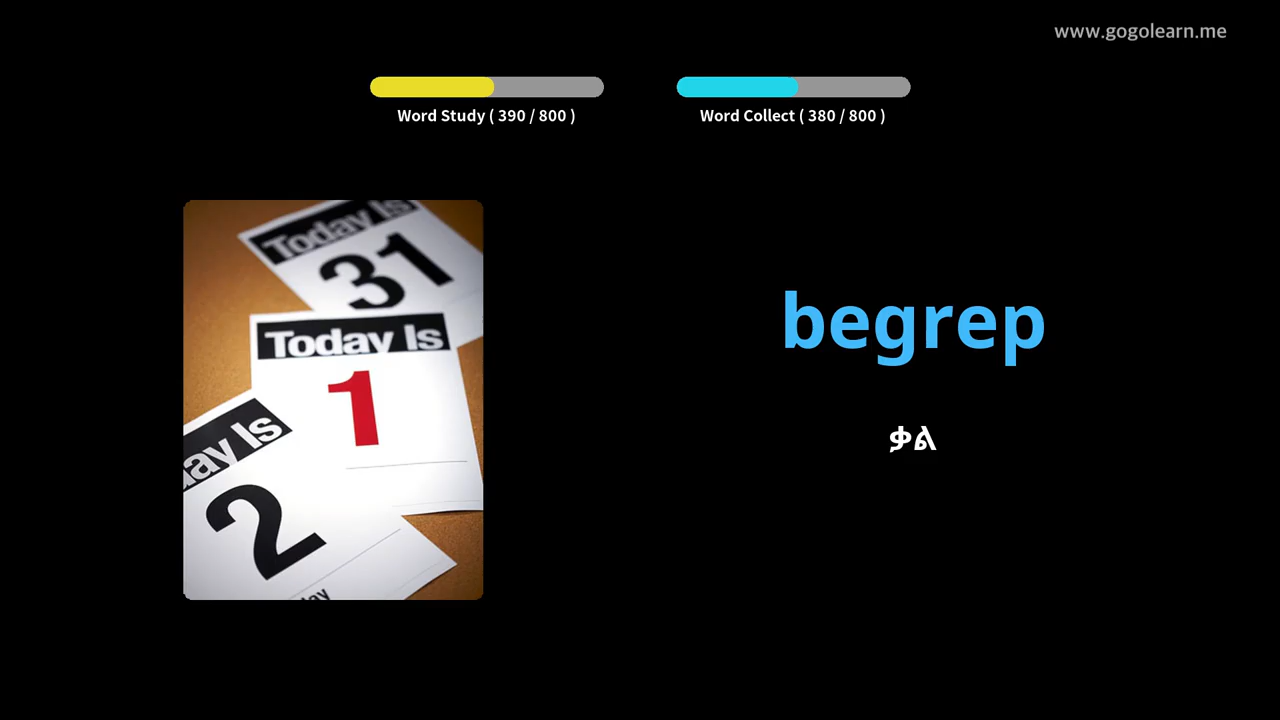 www.gogolearn.me
Word Study ( 390 / 800 )
Word Collect ( 380 / 800 )
Today Is
31
Today Is
1
day Is
2
begrep
ቃል